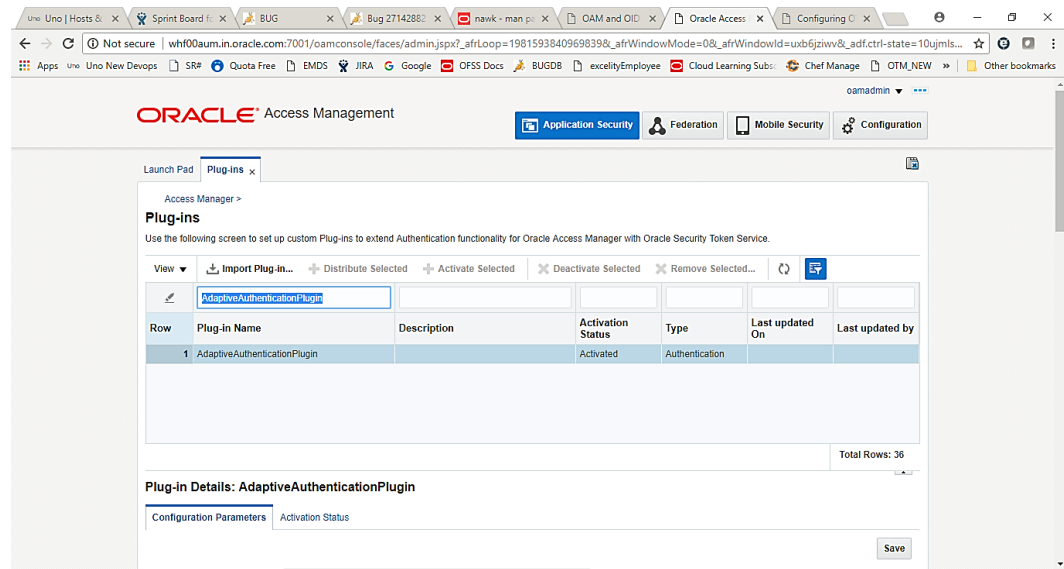 Uno | Hosts & Sprint Board f BUG Bug 27142882 nawk - man pa OAM and OID Oracle Access Configuring O
Not secure | whf00aum.in.oracle.com:7001/oamconsole/faces/admin.jspx?_afrLoop=1981593840969839&_afrWindowMode=0&_afrWindowId=uxb6jziwv&_adf.ctrl-state=10ujmls...
Apps Uno Uno New Devops SR# Quota Free EMDS JIRA Google OFSS Docs BUGDB excelityEmployee Cloud Learning Subs Chef Manage OTM_NEW » Other bookmarks
oamadmin
ORACLE Access Management
Application Security Federation Mobile Security Configuration
Launch Pad Plug-ins
Access Manager >
Plug-ins
Use the following screen to set up custom Plug-ins to extend Authentication functionality for Oracle Access Manager with Oracle Security Token Service.
View Import Plug-in... Distribute Selected Activate Selected Deactivate Selected Remove Selected...
AdaptiveAuthenticationPlugin
Row Plug-in Name Description Activation Status Type Last updated On Last updated by
1 AdaptiveAuthenticationPlugin Activated Authentication
Total Rows: 36
Plug-in Details: AdaptiveAuthenticationPlugin
Configuration Parameters Activation Status
Save